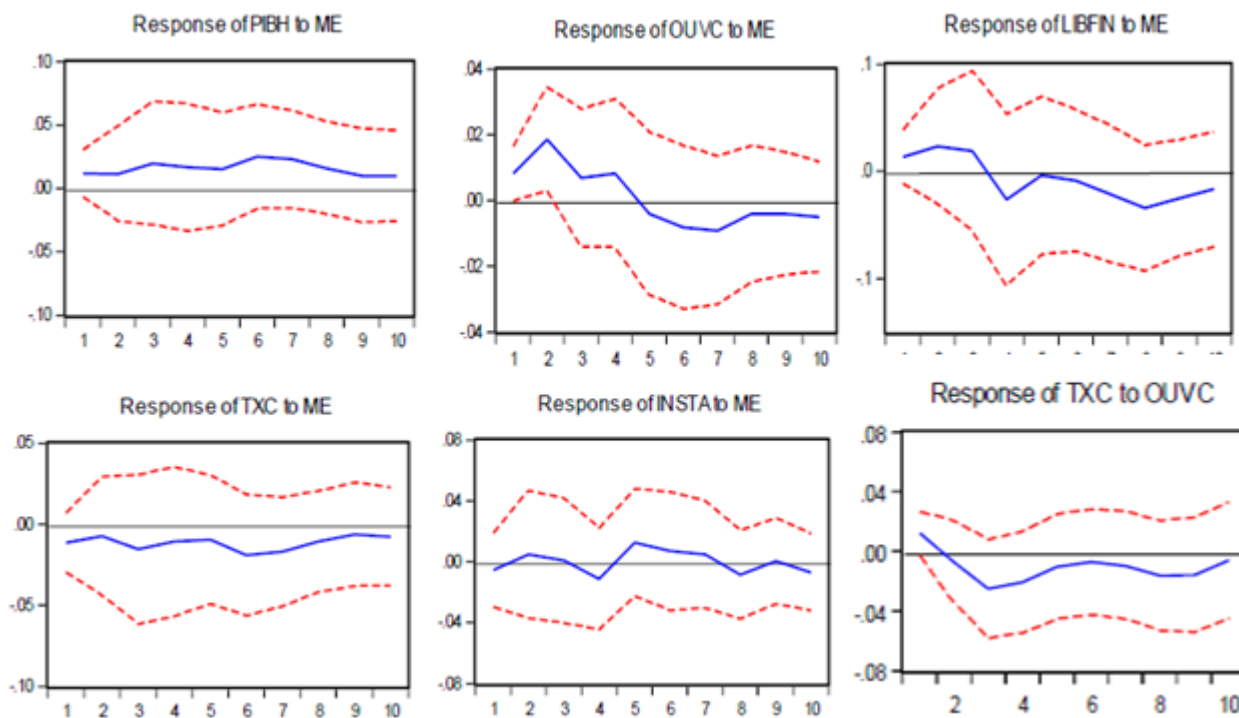 Response of PIBH to ME
.10
.05
.00
-.05
-.10
1 2 3 4 5 6 7 8 9 10
Response of OUVC to ME
.04
.02
.00
-.02
-.04
1 2 3 4 5 6 7 8 9 10
Response of LIBFIN to ME
.1
.0
-.1
Response of TXC to ME
.05
.00
-.05
-.10
1 2 3 4 5 6 7 8 9 10
Response of INSTA to ME
.08
.04
.00
-.04
-.08
1 2 3 4 5 6 7 8 9 10
Response of TXC to OUVC
.08
.04
.00
-.04
-.08
2 4 6 8 10